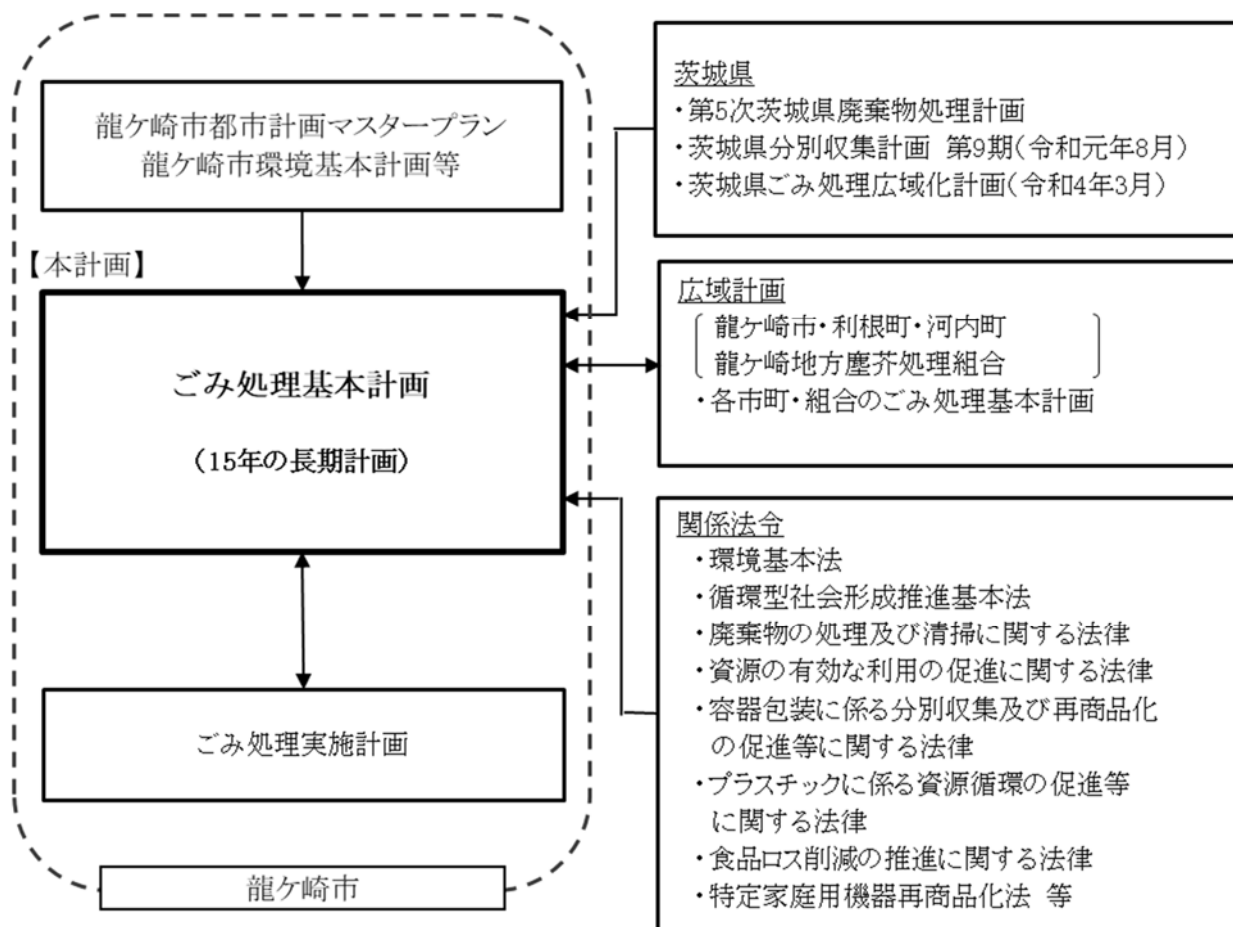 龍ケ崎市都市計画マスタープラン
龍ケ崎市環境基本計画等
【本計画】
ごみ処理基本計画
（15年の長期計画）
ごみ処理実施計画
龍ケ崎市
茨城県
・第5次茨城県廃棄物処理計画
・茨城県分別収集計画 第9期（令和元年8月）
・茨城県ごみ処理広域化計画（令和4年3月）
広域計画
龍ケ崎市・利根町・河内町
龍ケ崎地方塵芥処理組合
・各市町・組合のごみ処理基本計画
関係法令
・環境基本法
・循環型社会形成推進基本法
・廃棄物の処理及び清掃に関する法律
・資源の有効な利用の促進に関する法律
・容器包装に係る分別収集及び再商品化
の促進等に関する法律
・プラスチックに係る資源循環の促進等
に関する法律
・食品ロス削減の推進に関する法律
・特定家庭用機器再商品化法 等